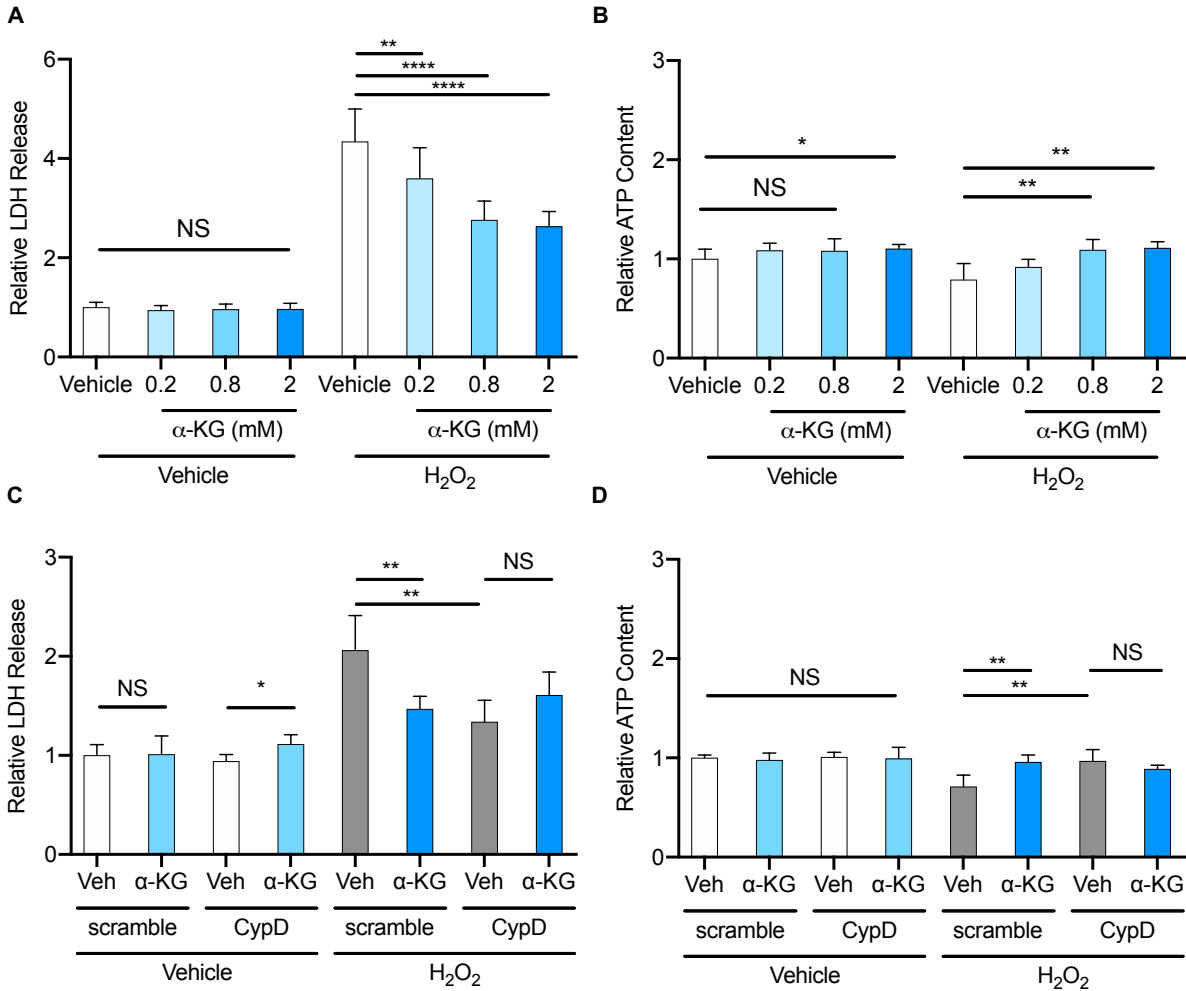 A
Relative LDH Release
6
4
2
0
NS
**
****
****
Vehicle 0.2 0.8 2 Vehicle 0.2 0.8 2
α-KG (mM) α-KG (mM)
Vehicle H₂O₂
B
Relative ATP Content
3
2
1
0
*
NS
**
**
Vehicle 0.2 0.8 2 Vehicle 0.2 0.8 2
α-KG (mM) α-KG (mM)
Vehicle H₂O₂
C
Relative LDH Release
3
2
1
0
NS
*
**
**
NS
Veh α-KG Veh α-KG Veh α-KG Veh α-KG
scramble CypD scramble CypD
Vehicle H₂O₂
D
Relative ATP Content
3
2
1
0
NS
**
**
NS
Veh α-KG Veh α-KG Veh α-KG Veh α-KG
scramble CypD scramble CypD
Vehicle H₂O₂